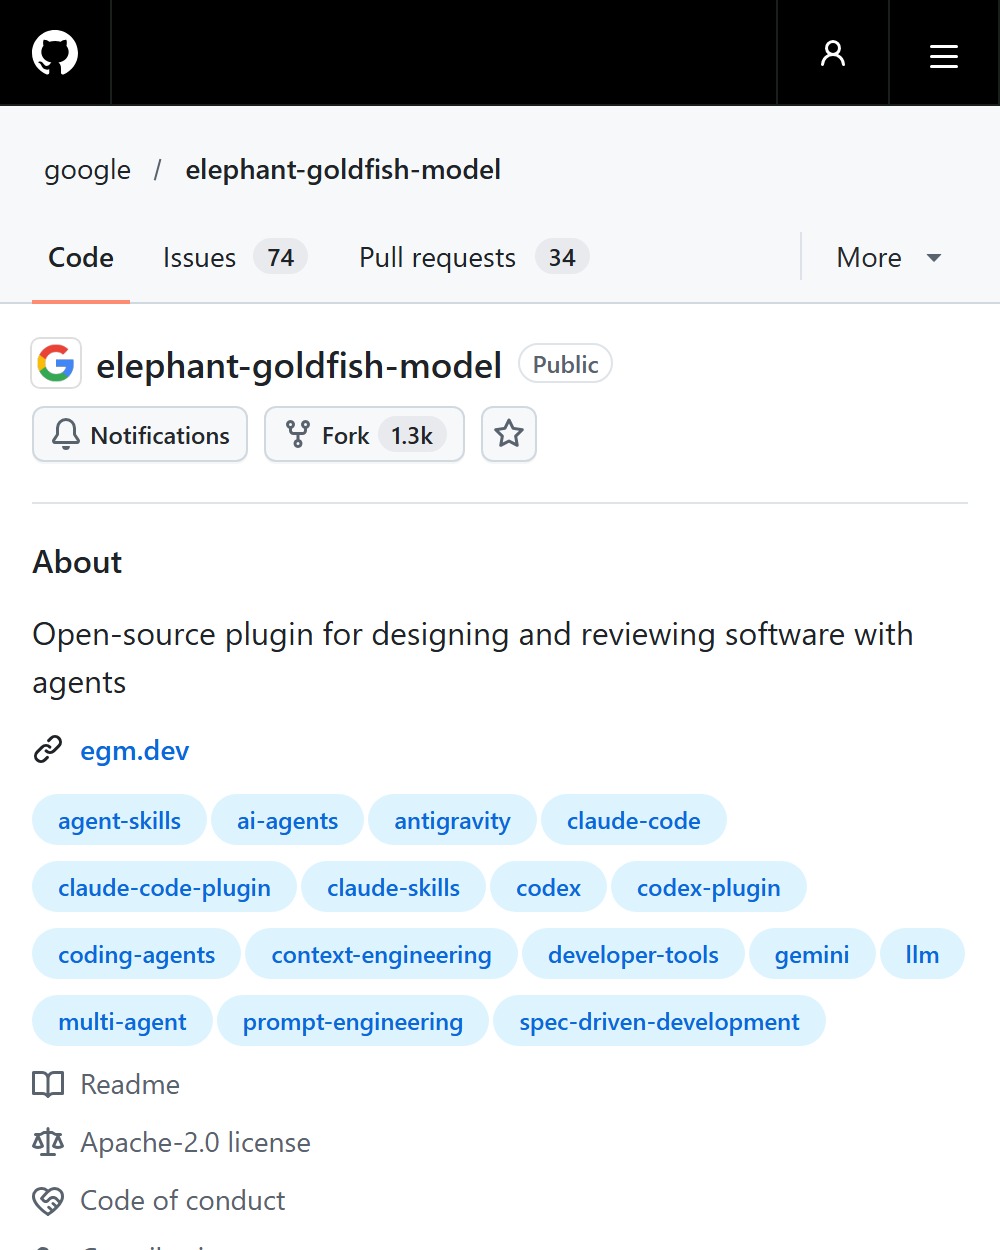 google / elephant-goldfish-model
Code Issues 74 Pull requests 34 More
elephant-goldfish-model Public
Notifications Fork 1.3k
About
Open-source plugin for designing and reviewing software with
agents
egm.dev
agent-skills ai-agents antigravity claude-code
claude-code-plugin claude-skills codex codex-plugin
coding-agents context-engineering developer-tools gemini llm
multi-agent prompt-engineering spec-driven-development
Readme
Apache-2.0 license
Code of conduct